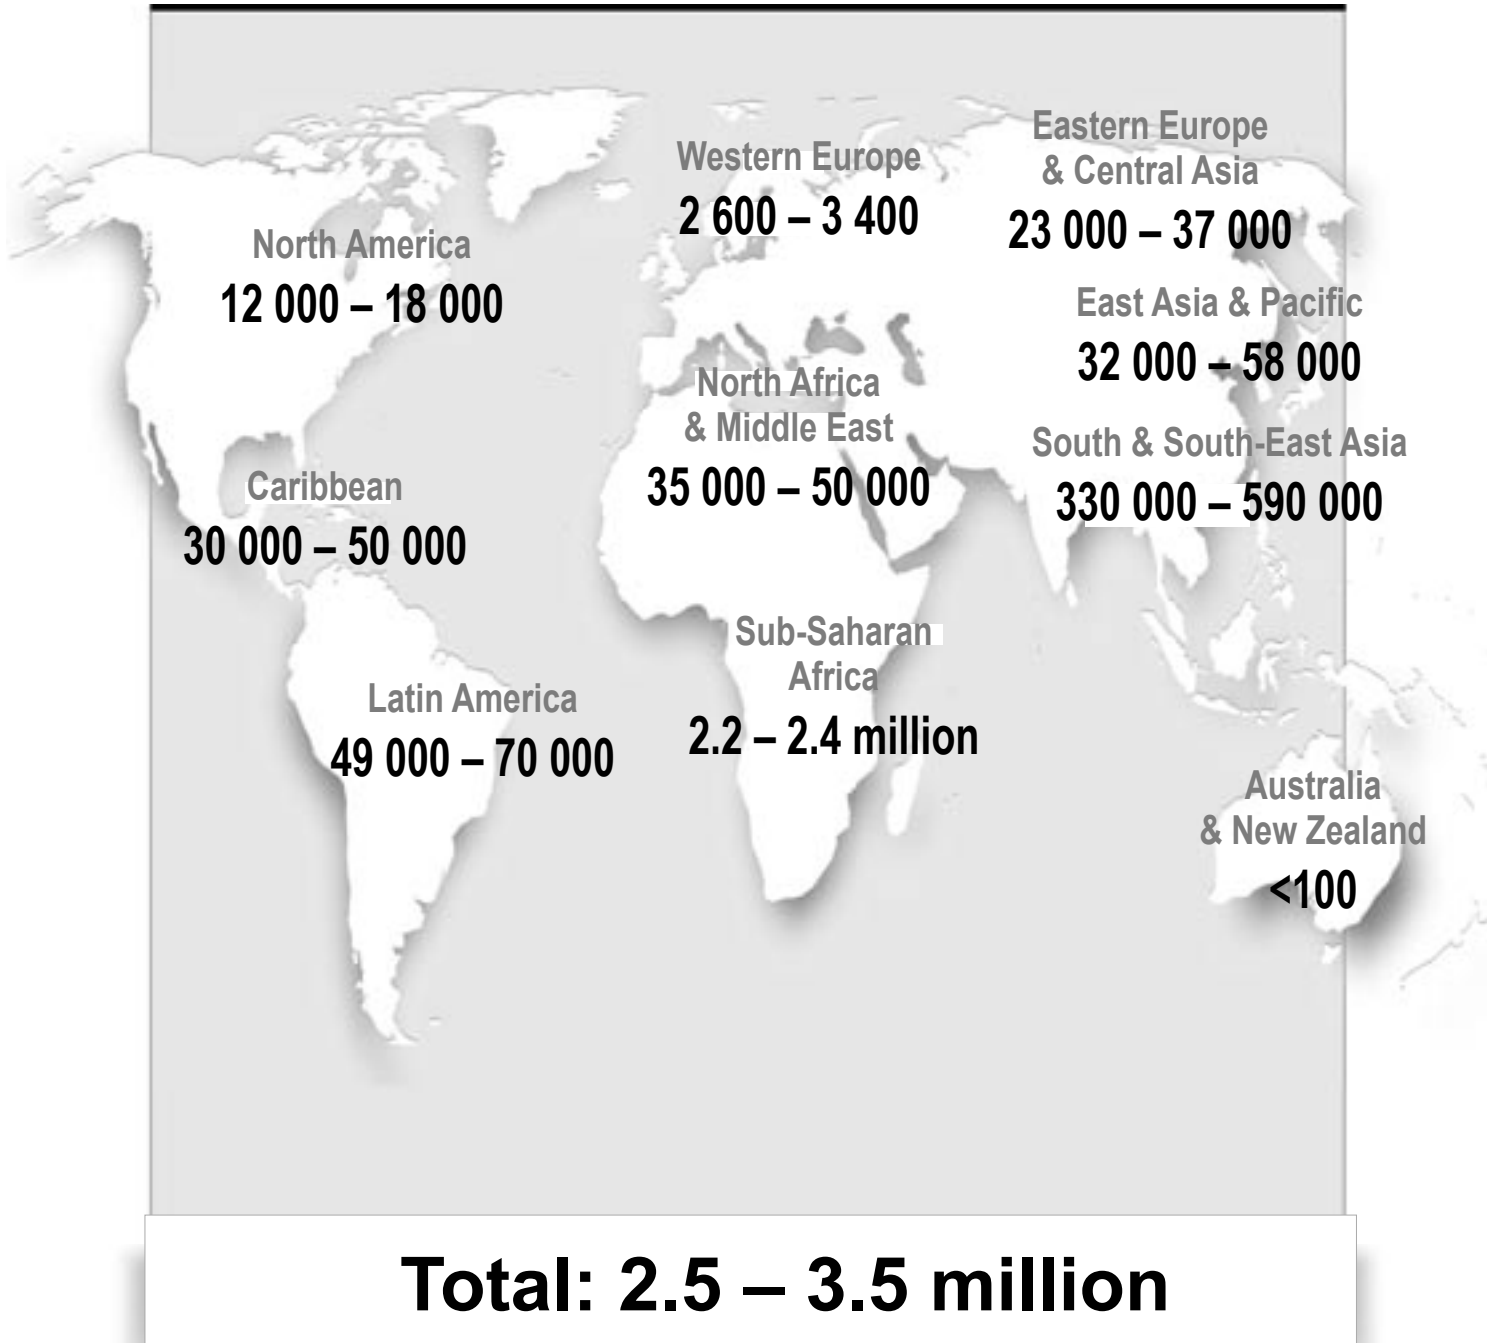 Western Europe
2 600 – 3 400
Eastern Europe
& Central Asia
23 000 – 37 000
North America
12 000 – 18 000
East Asia & Pacific
32 000 – 58 000
North Africa
& Middle East
35 000 – 50 000
South & South-East Asia
330 000 – 590 000
Caribbean
30 000 – 50 000
Sub-Saharan
Africa
2.2 – 2.4 million
Latin America
49 000 – 70 000
Australia
& New Zealand
<100
Total: 2.5 – 3.5 million